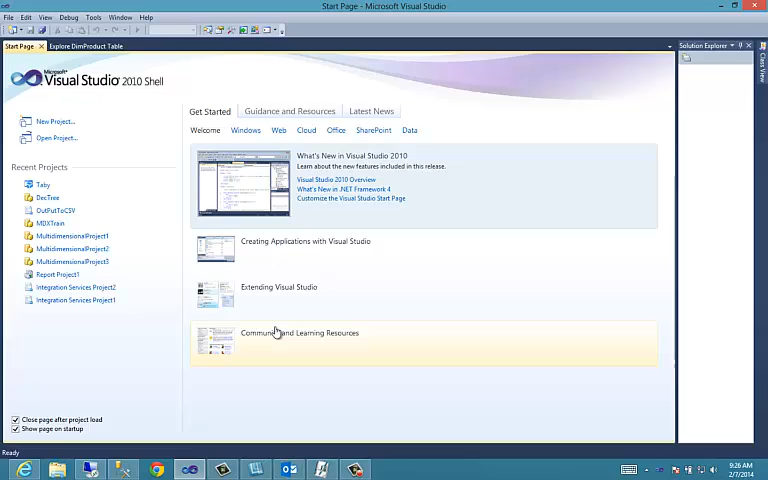 Start Page - Microsoft Visual Studio
File Edit View Debug Tools Window Help
Start Page Explore DimProduct Table
Solution Explorer
Class View
Microsoft
Visual Studio 2010 Shell
Get Started Guidance and Resources Latest News
New Project...
Welcome Windows Web Cloud Office SharePoint Data
Open Project...
What's New in Visual Studio 2010
Learn about the new features included in this release.
Recent Projects
Visual Studio 2010 Overview
Taby
What's New in .NET Framework 4
DecTree
Customize the Visual Studio Start Page
OutPutToCSV
MDXTrain
MultidimensionalProject1
Creating Applications with Visual Studio
MultidimensionalProject2
MultidimensionalProject3
Report Project1
Integration Services Project2
Extending Visual Studio
Integration Services Project1
and Learning Resources
Close page after project load
Show page on startup
Ready
9:26 AM
2/7/2014